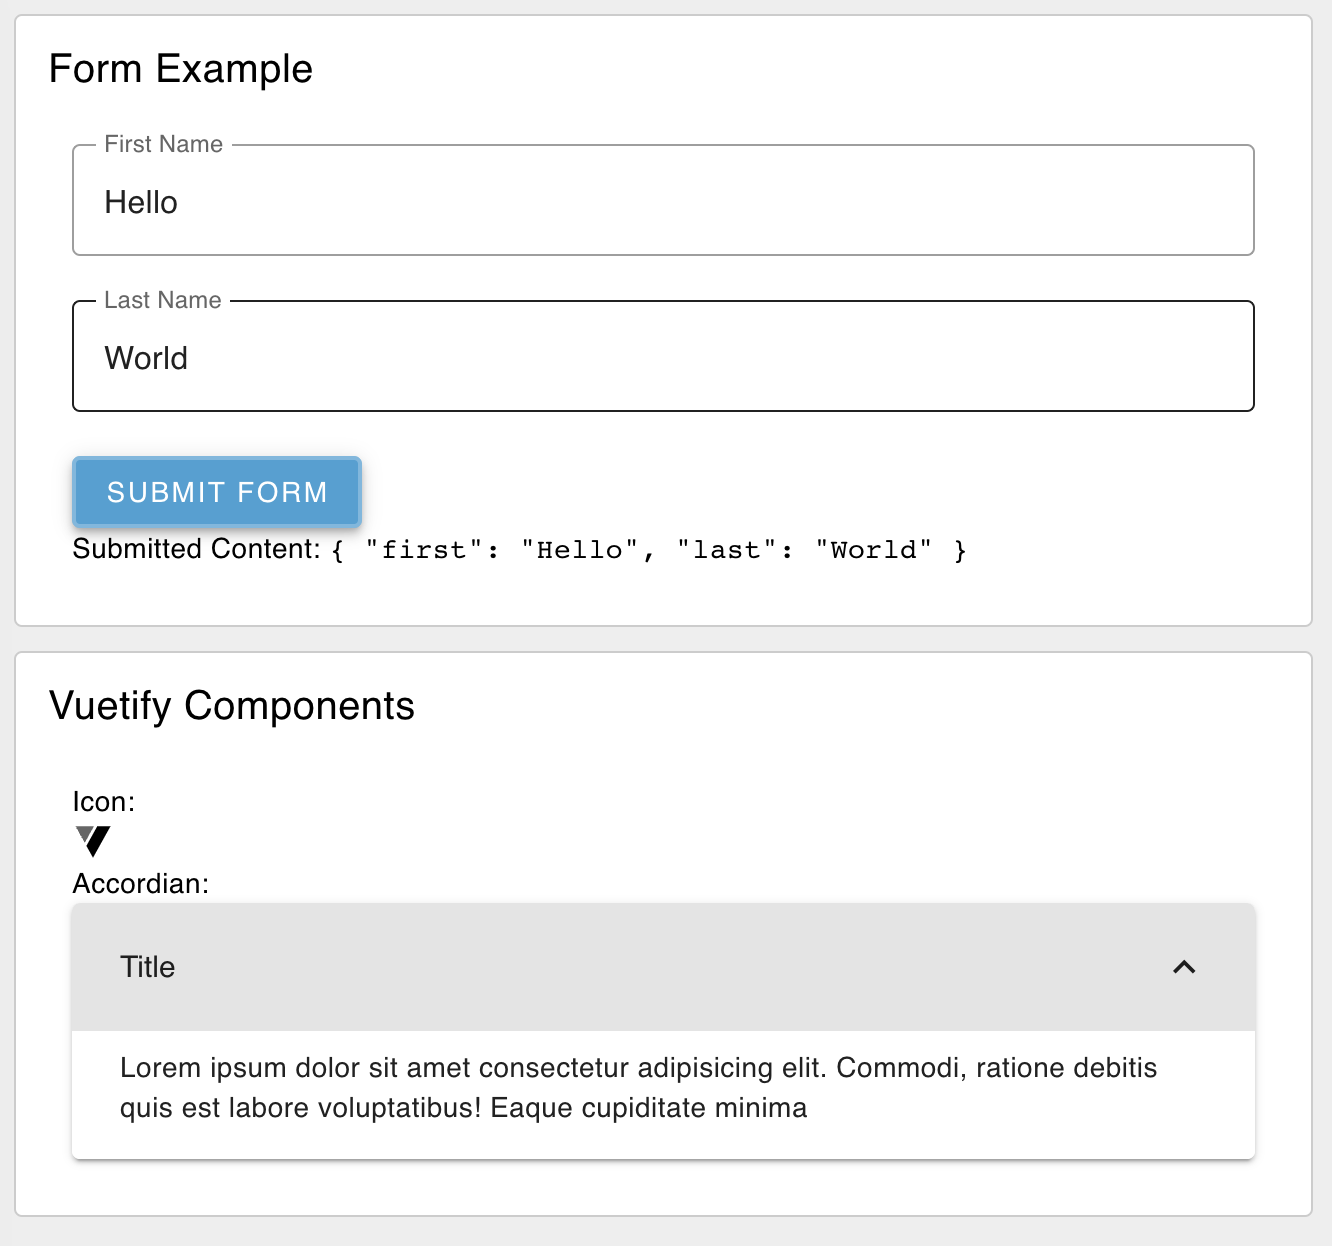 Form Example
First Name
Hello
Last Name
World
SUBMIT FORM
Submitted Content: { "first": "Hello", "last": "World" }
Vuetify Components
Icon:
Accordian:
Title
Lorem ipsum dolor sit amet consectetur adipisicing elit. Commodi, ratione debitis
quis est labore voluptatibus! Eaque cupiditate minima